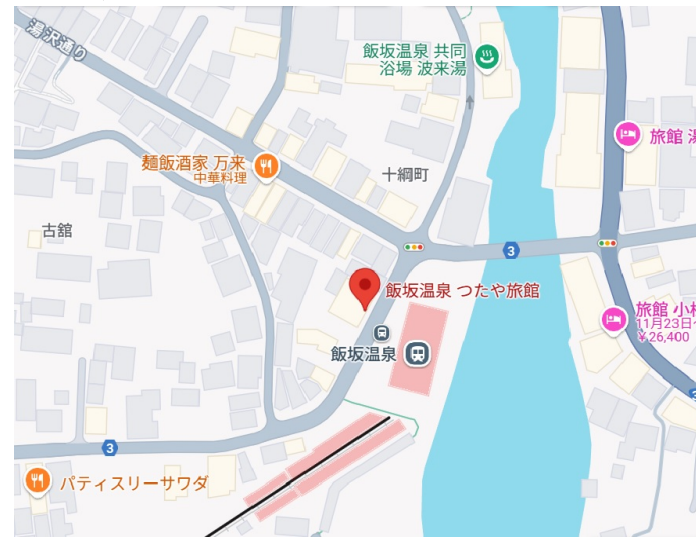 湯沢通り
飯坂温泉 共同
浴場 波来湯
旅館 湯
麺飯酒家 万来
中華料理
十綱町
古舘
3
飯坂温泉 つたや旅館
旅館 小松
11月23日
¥26,400
飯坂温泉
3
パティスリーサワダ